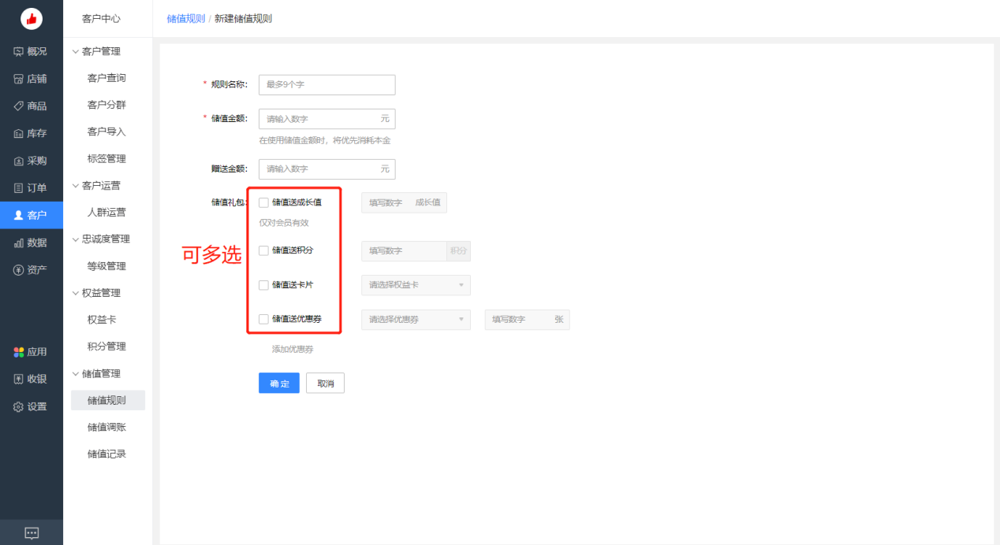 概况
店铺
商品
库存
采购
订单
客户
数据
资产
应用
收银
设置
客户中心
客户管理
客户查询
客户分群
客户导入
标签管理
客户运营
人群运营
忠诚度管理
等级管理
权益管理
权益卡
积分管理
储值管理
储值规则
储值调账
储值记录
储值规则 / 新建储值规则
* 规则名称: 最多9个字
* 储值金额: 请输入数字 元
在使用储值金额时，将优先消耗本金
赠送金额: 请输入数字 元
储值礼包: 储值送成长值 填写数字 成长值
仅对会员有效
可多选
储值送积分 填写数字 积分
储值送卡片 请选择权益卡
储值送优惠券 请选择优惠券 填写数字 张
添加优惠券
确定 取消